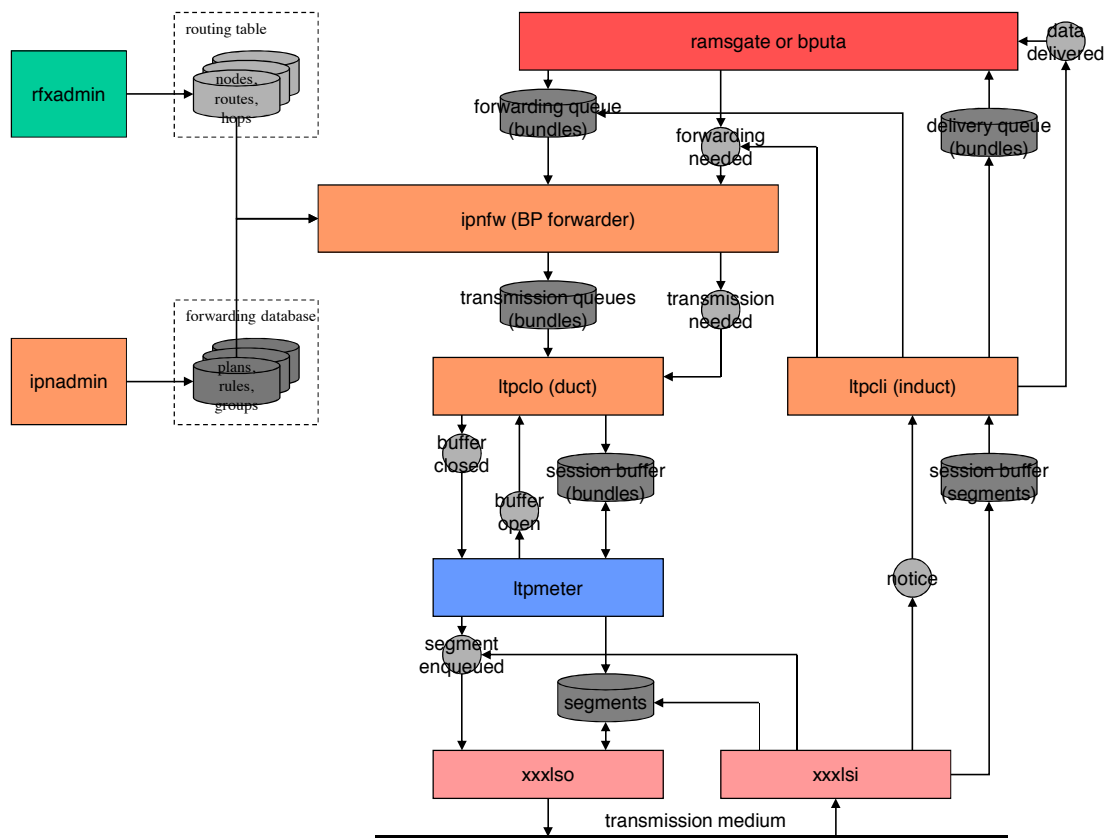 routing table
rfxadmin
nodes,
routes,
hops
ramsgate or bputa
data
delivered
forwarding queue
(bundles)
forwarding
needed
delivery queue
(bundles)
ipnfw (BP forwarder)
transmission queues
(bundles)
transmission
needed
forwarding database
ipnadmin
plans,
rules,
groups
ltpclo (duct)
ltpcli (induct)
buffer
closed
buffer
open
session buffer
(bundles)
session buffer
(segments)
ltpmeter
notice
segment
enqueued
segments
xxxlso
xxxlsi
transmission medium